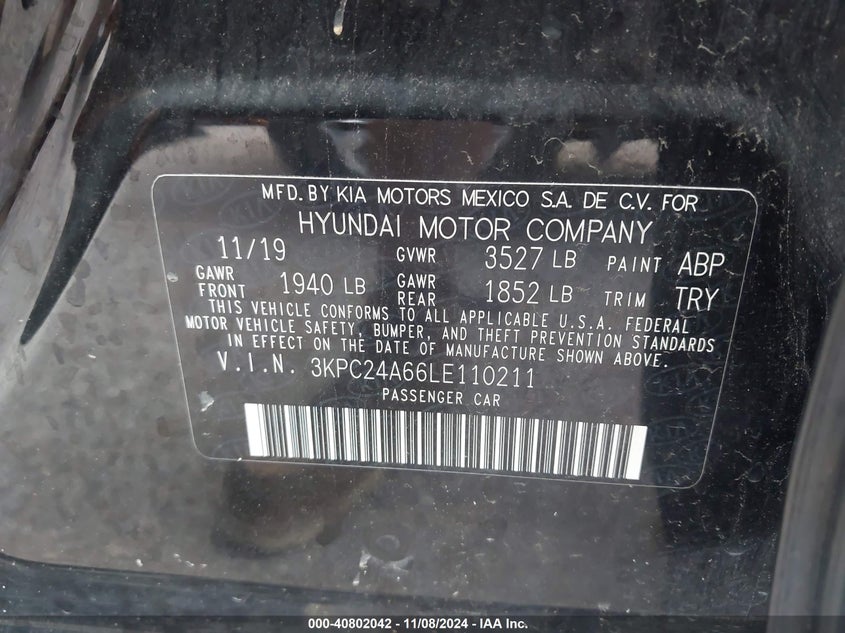 MFD. BY KIA MOTORS MEXICO S.A. DE C.V. FOR
HYUNDAI MOTOR COMPANY
11/19 GVWR 3527 LB PAINT ABP
GAWR FRONT 1940 LB GAWR REAR 1852 LB TRIM TRY
THIS VEHICLE CONFORMS TO ALL APPLICABLE U.S.A. FEDERAL
MOTOR VEHICLE SAFETY, BUMPER, AND THEFT PREVENTION STANDARDS
IN EFFECT ON THE DATE OF MANUFACTURE SHOWN ABOVE.
V.I.N. 3KPC24A66LE110211
PASSENGER CAR
000-40802042 - 11/08/2024 - IAA Inc.